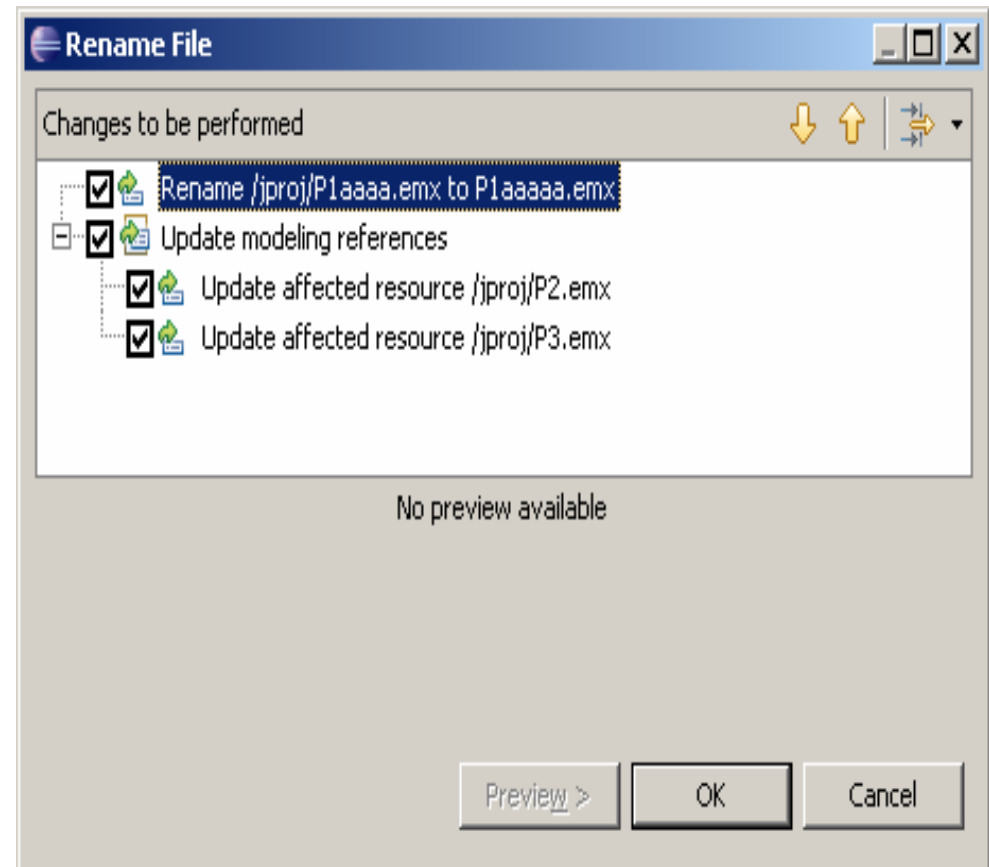 Rename File
Changes to be performed
Rename /jproj/P1aaaa.emx to P1aaaaa.emx
Update modeling references
Update affected resource /jproj/P2.emx
Update affected resource /jproj/P3.emx
No preview available
Preview >
OK
Cancel